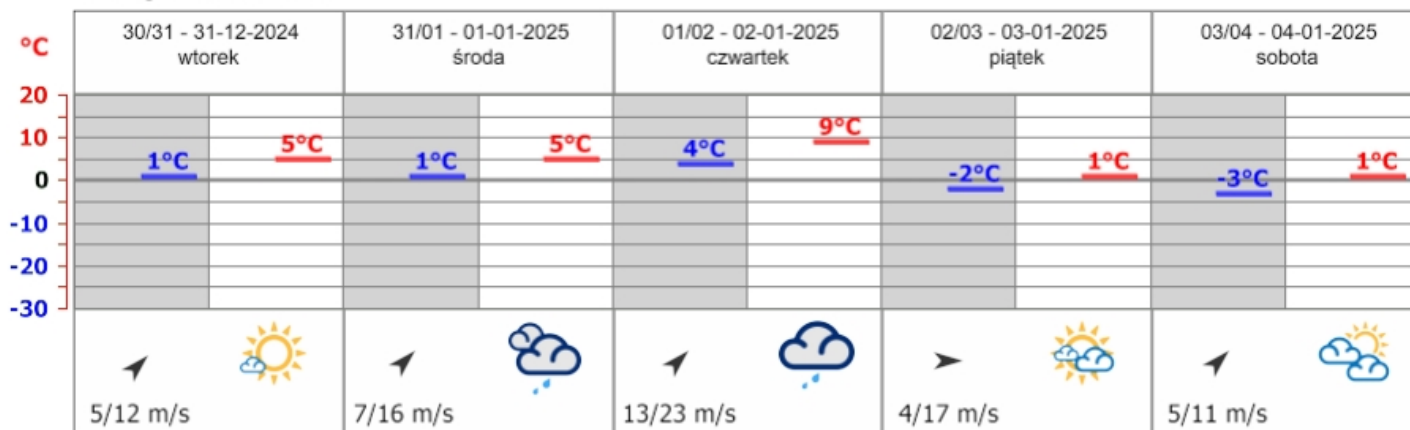 30/31 - 31-12-2024
wtorek
31/01 - 01-01-2025
środa
01/02 - 02-01-2025
czwartek
02/03 - 03-01-2025
piątek
03/04 - 04-01-2025
sobota
°C
20
10
0
-10
-20
-30
1°C
5°C
1°C
5°C
4°C
9°C
-2°C
1°C
-3°C
1°C
5/12 m/s
7/16 m/s
13/23 m/s
4/17 m/s
5/11 m/s